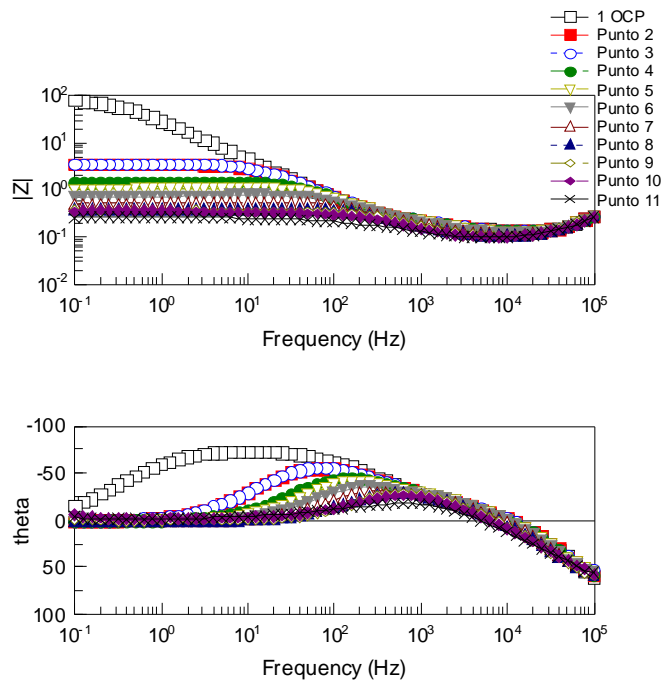 1 OCP
Punto 2
Punto 3
Punto 4
Punto 5
Punto 6
Punto 7
Punto 8
Punto 9
Punto 10
Punto 11
10²
10¹
10⁰
10⁻¹
10⁻²
|Z|
10⁻¹ 10⁰ 10¹ 10² 10³ 10⁴ 10⁵
Frequency (Hz)
-100
-50
0
50
100
theta
10⁻¹ 10⁰ 10¹ 10² 10³ 10⁴ 10⁵
Frequency (Hz)